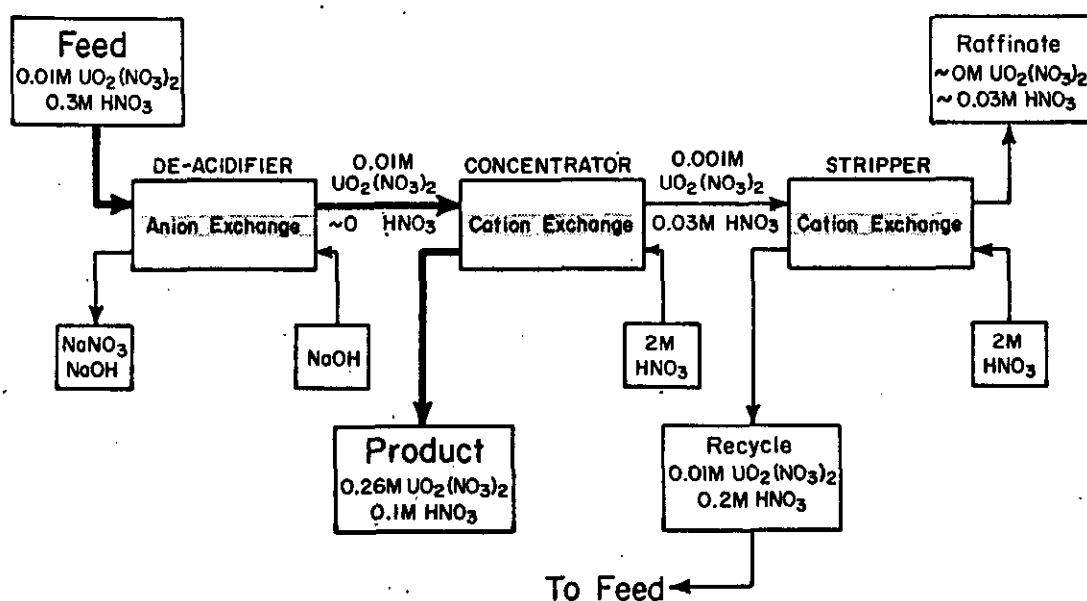 Feed
0.01M UO₂(NO₃)₂
0.3M HNO₃
Raffinate
~0M UO₂(NO₃)₂
~0.03M HNO₃
DE-ACIDIFIER
Anion Exchange
0.01M
UO₂(NO₃)₂
~0 HNO₃
CONCENTRATOR
Cation Exchange
0.001M
UO₂(NO₃)₂
0.03M HNO₃
STRIPPER
Cation Exchange
NaNO₃
NaOH
NaOH
2M
HNO₃
2M
HNO₃
Product
0.26M UO₂(NO₃)₂
0.1M HNO₃
Recycle
0.01M UO₂(NO₃)₂
0.2M HNO₃
To Feed